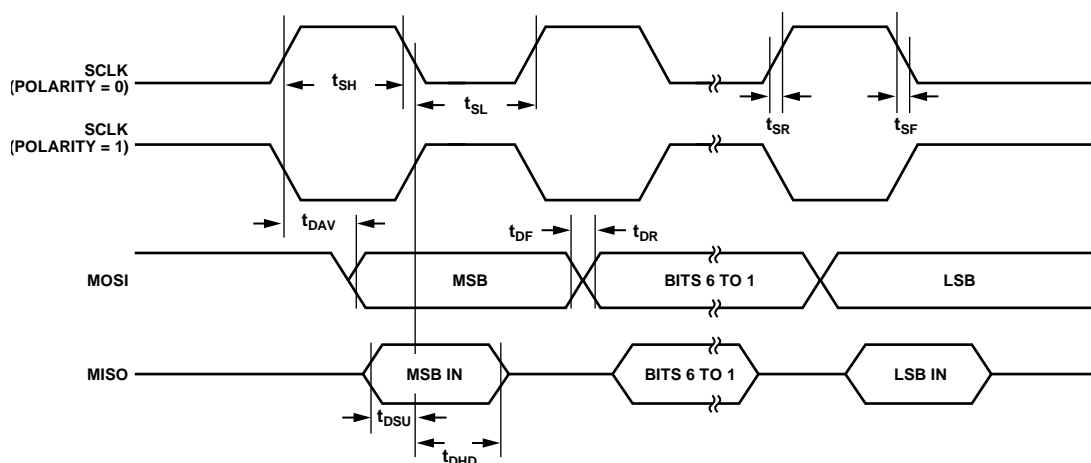 SCLK
(POLARITY = 0)
tSH
tSL
tSR
tSF
SCLK
(POLARITY = 1)
tDAV
tDF
tDR
MOSI
MSB
BITS 6 TO 1
LSB
MISO
MSB IN
BITS 6 TO 1
LSB IN
tDSU
tDHD